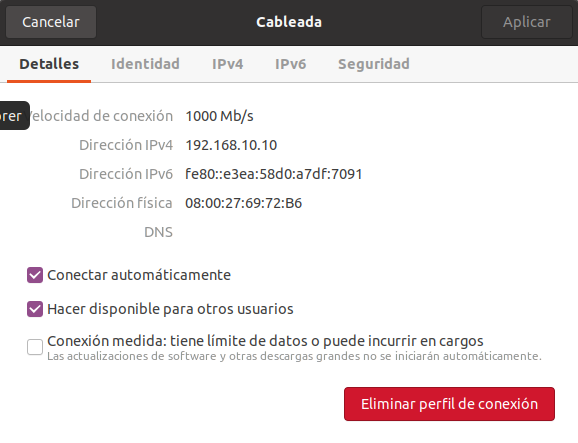 Cancelar
Cableada
Aplicar
Detalles
Identidad
IPv4
IPv6
Seguridad
rer
Velocidad de conexión 1000 Mb/s
Dirección IPv4 192.168.10.10
Dirección IPv6 fe80::e3ea:58d0:a7df:7091
Dirección física 08:00:27:69:72:B6
DNS
Conectar automáticamente
Hacer disponible para otros usuarios
Conexión medida: tiene límite de datos o puede incurrir en cargos
Las actualizaciones de software y otras descargas grandes no se iniciarán automáticamente.
Eliminar perfil de conexión